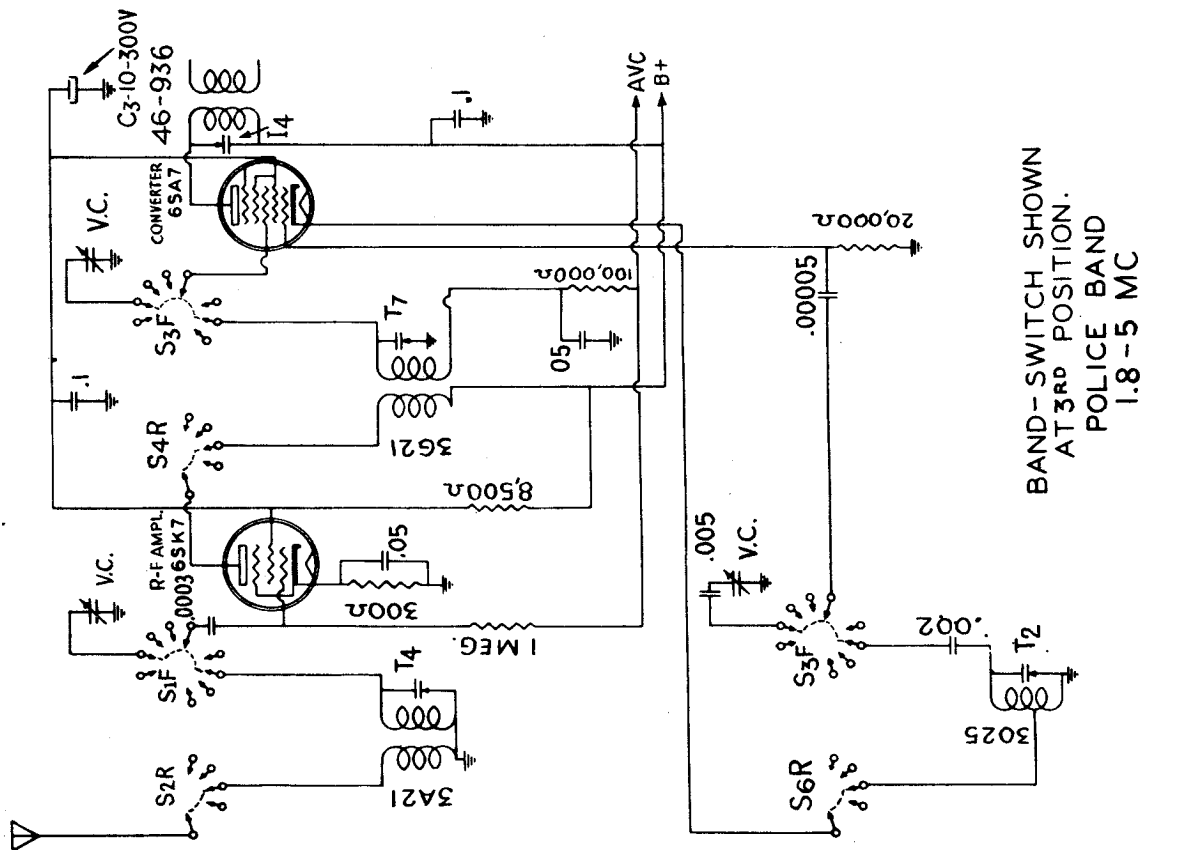 C3-10-300V
46-936
I4
.1
AVC
B+
V.C.
CONVERTER
6SA7
S3F
T7
100,000Ω
.05
20,000Ω
.00005
.1
S4R
3G21
8,500Ω
R-F AMPL.
6SK7
.0003
V.C.
.05
300Ω
1 MEG.
S1F
T4
S2R
3A21
.005
V.C.
S3F
.002
T2
3O25
S6R
BAND-SWITCH SHOWN
AT 3RD POSITION.
POLICE BAND
1.8-5 MC